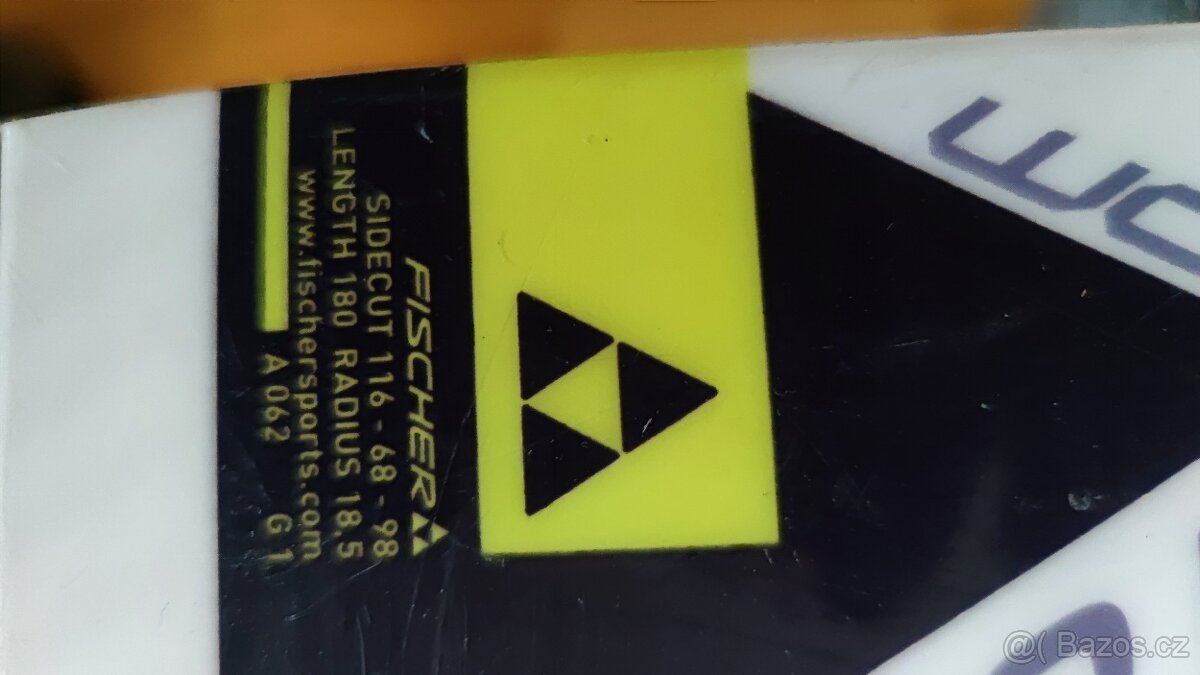 FISCHER
SIDECUT 116 - 68 - 98
LENGTH 180 RADIUS 18,5
www.fischersports.com
A 062 G 1
@( Bazos.cz